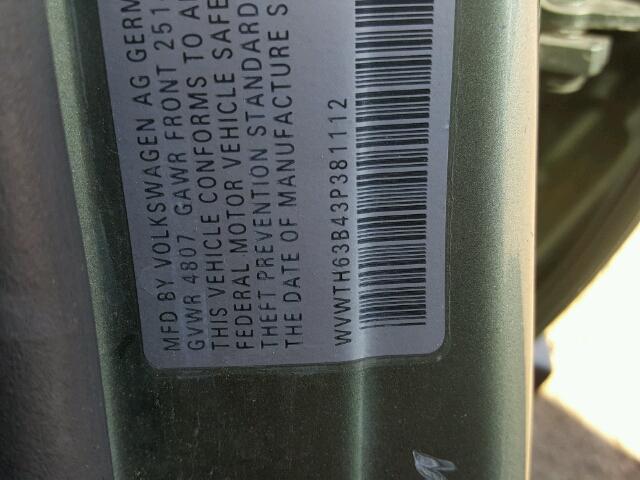 MFD BY VOLKSWAGEN AG GERM
GVWR 4807 GAWR FRONT 251
THIS VEHICLE CONFORMS TO A
FEDERAL MOTOR VEHICLE SAFE
THEFT PREVENTION STANDARD
THE DATE OF MANUFACTURE S
WVWTH63B43P381112